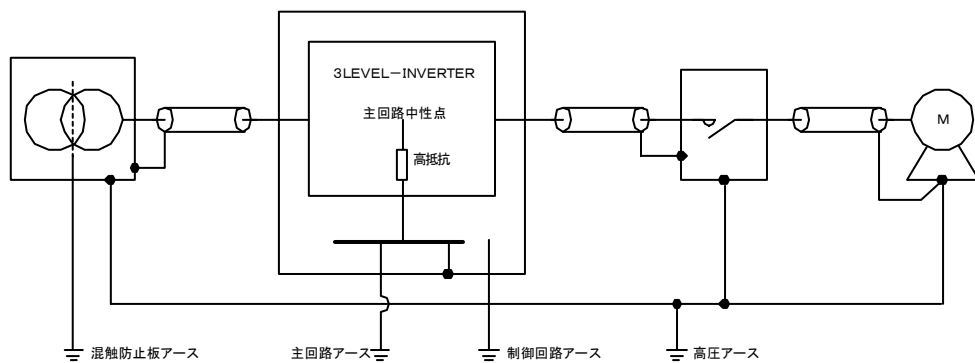 3LEVEL-INVERTER
主回路中性点
高抵抗
M
混触防止板アース
主回路アース
制御回路アース
高圧アース